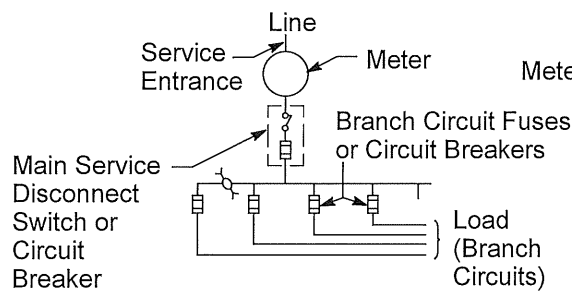 Line
Service
Entrance
Meter
Mete
Branch Circuit Fuses
or Circuit Breakers
Main Service
Disconnect
Switch or
Circuit
Breaker
Load
(Branch
Circuits)